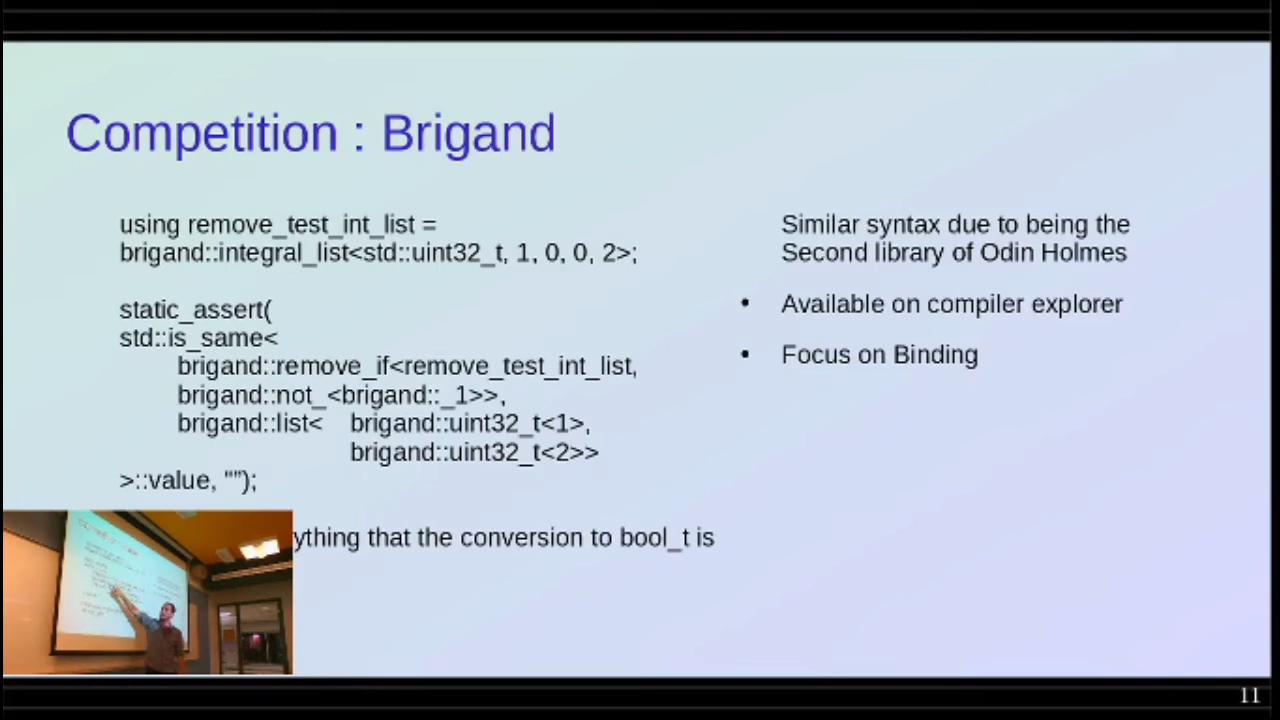 Competition : Brigand
using remove_test_int_list =
brigand::integral_list<std::uint32_t, 1, 0, 0, 2>;
static_assert(
std::is_same<
brigand::remove_if<remove_test_int_list,
brigand::not_<brigand::_1>>,
brigand::list< brigand::uint32_t<1>,
brigand::uint32_t<2>>
>::value, "");
ything that the conversion to bool_t is
Similar syntax due to being the
Second library of Odin Holmes
• Available on compiler explorer
• Focus on Binding
11